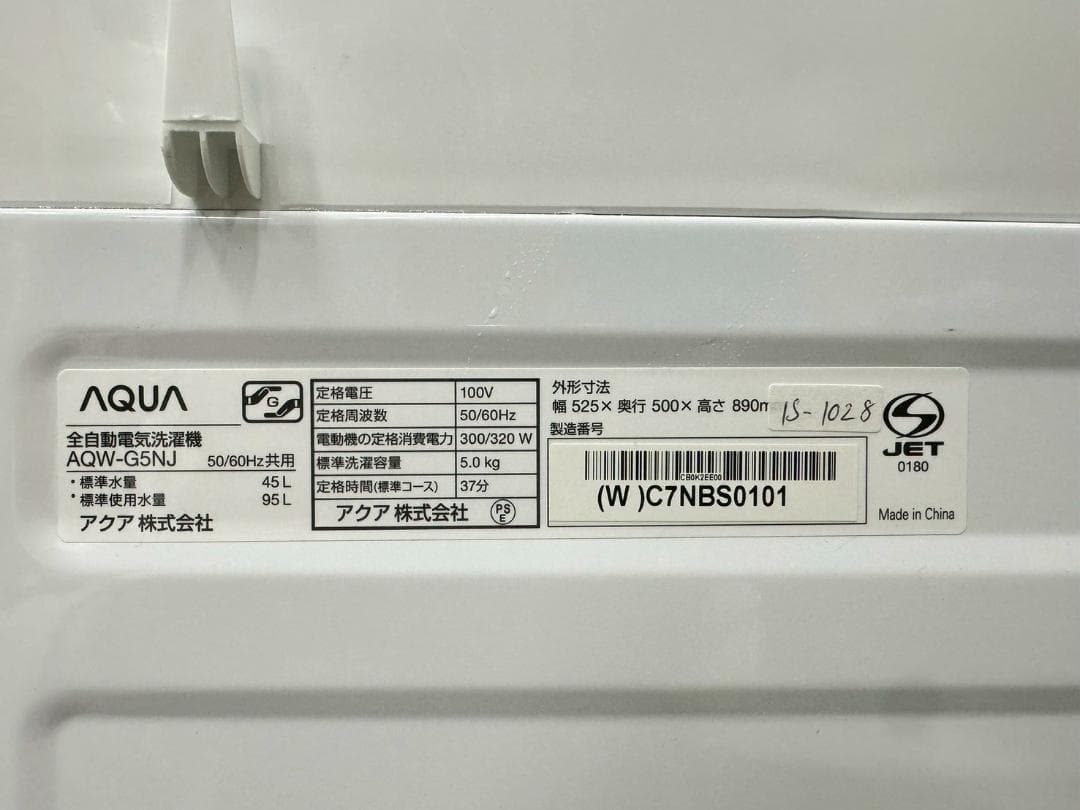 AQUA
G
全自動電気洗濯機
AQW-G5NJ 50/60Hz共用
・標準水量 45L
・標準使用水量 95L
アクア 株式会社
定格電圧 100V
定格周波数 50/60Hz
電動機の定格消費電力 300/320 W
標準洗濯容量 5.0 kg
定格時間(標準コース) 37分
アクア 株式会社 PSE
外形寸法
幅 525× 奥行 500× 高さ 890m
IS-1028
製造番号
CB0K2EE00
(W )C7NBS0101
JET
0180
Made in China